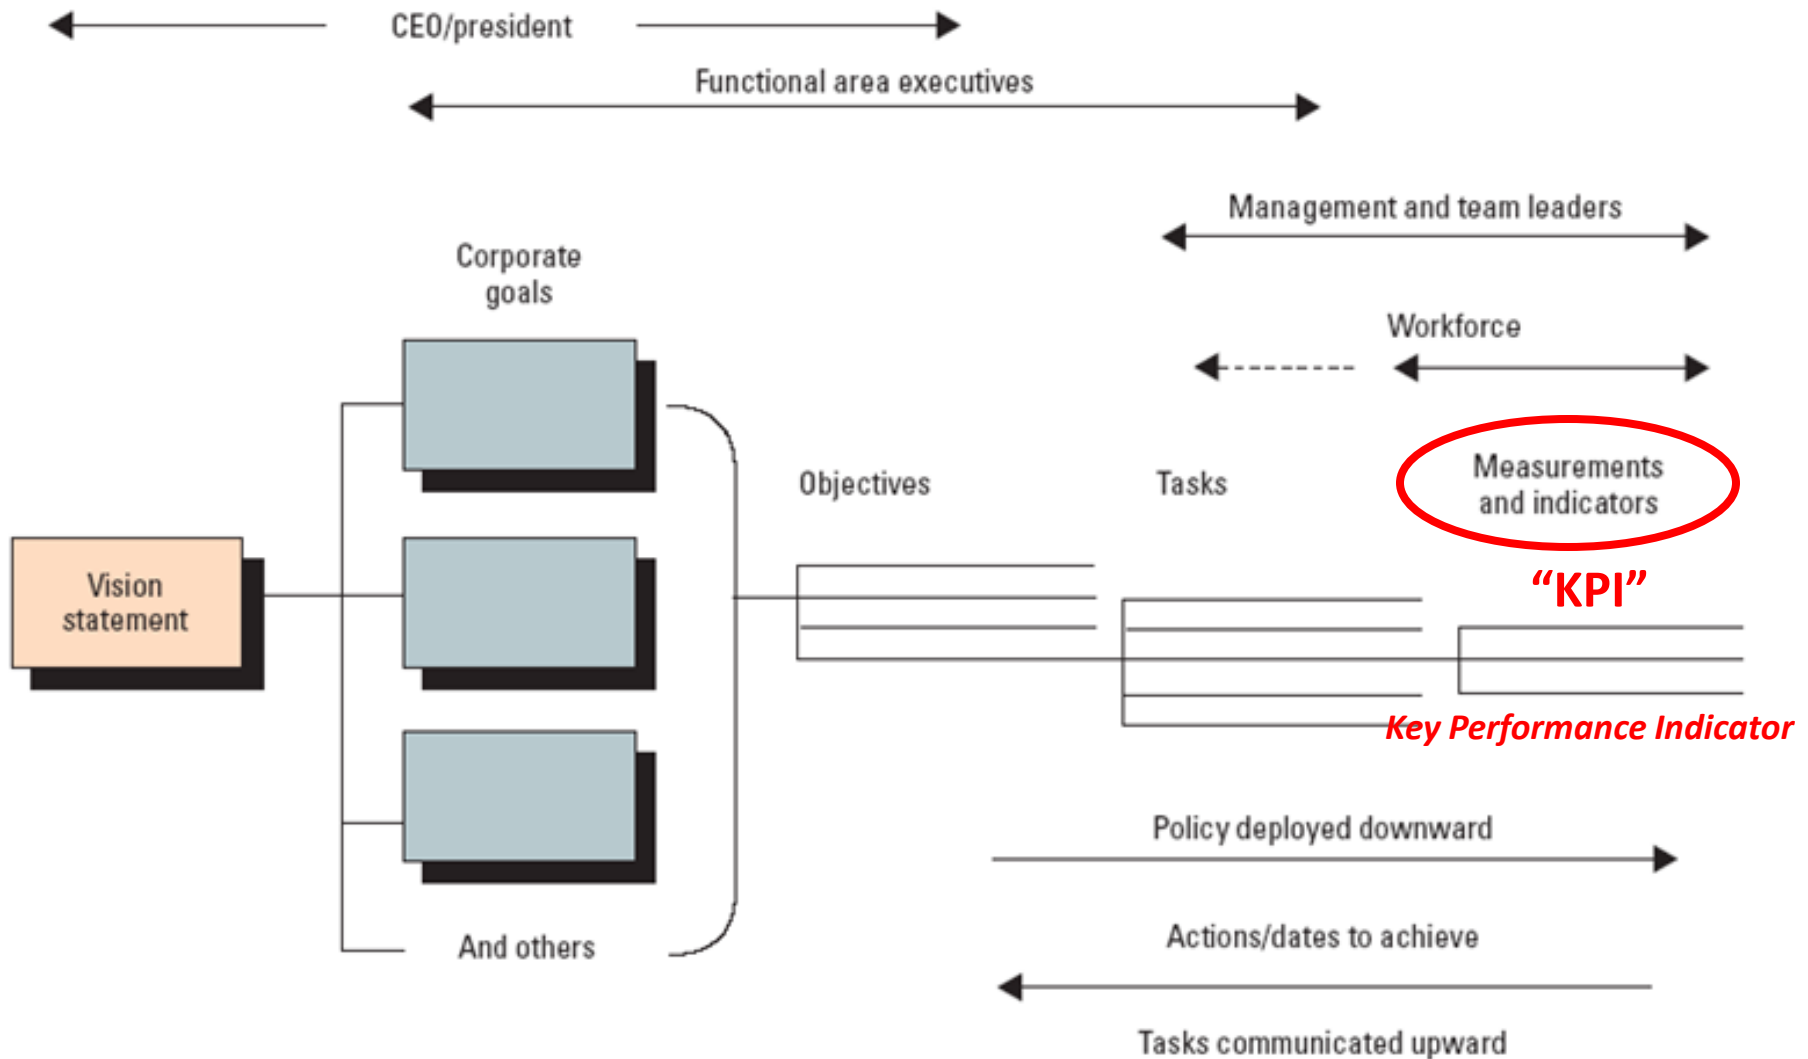 CEO/president
Functional area executives
Management and team leaders
Corporate
goals
Workforce
Objectives
Tasks
Measurements
and indicators
Vision
statement
“KPI”
Key Performance Indicator
Policy deployed downward
And others
Actions/dates to achieve
Tasks communicated upward